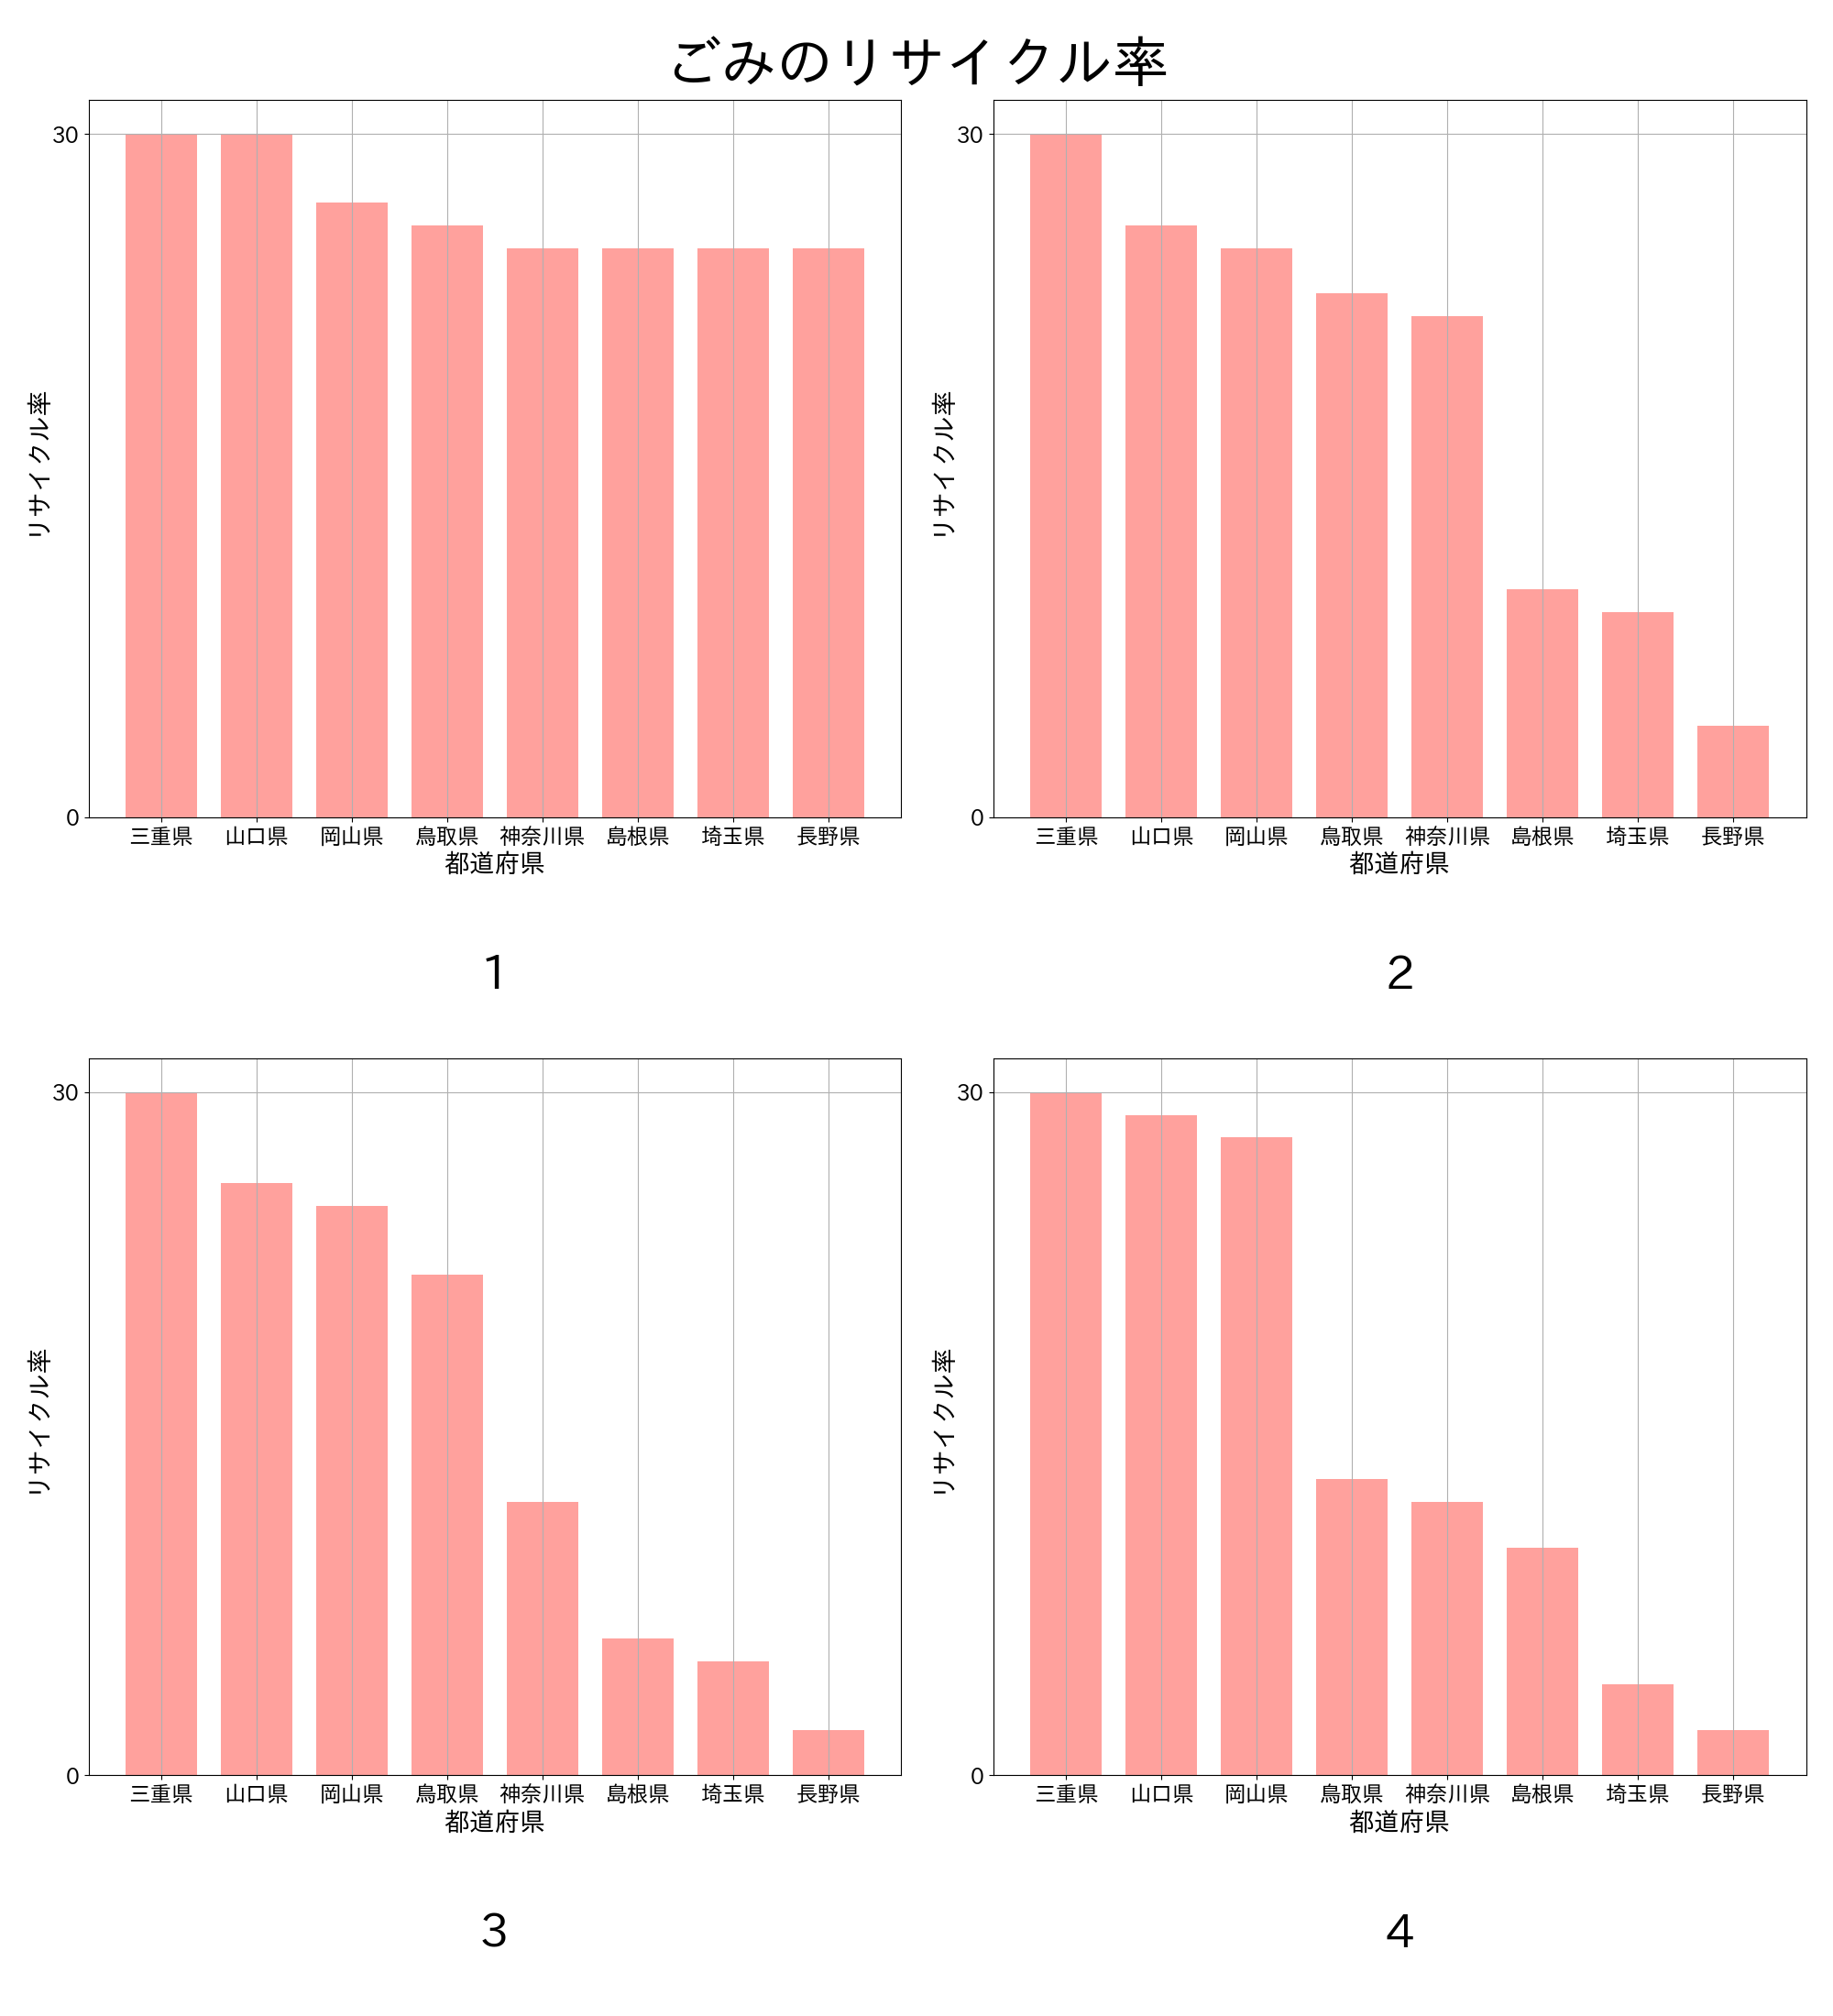 ごみのリサイクル率
30
0
リサイクル率
三重県 山口県 岡山県 鳥取県 神奈川県 島根県 埼玉県 長野県
都道府県
1
30
0
リサイクル率
三重県 山口県 岡山県 鳥取県 神奈川県 島根県 埼玉県 長野県
都道府県
2
30
0
リサイクル率
三重県 山口県 岡山県 鳥取県 神奈川県 島根県 埼玉県 長野県
都道府県
3
30
0
リサイクル率
三重県 山口県 岡山県 鳥取県 神奈川県 島根県 埼玉県 長野県
都道府県
4